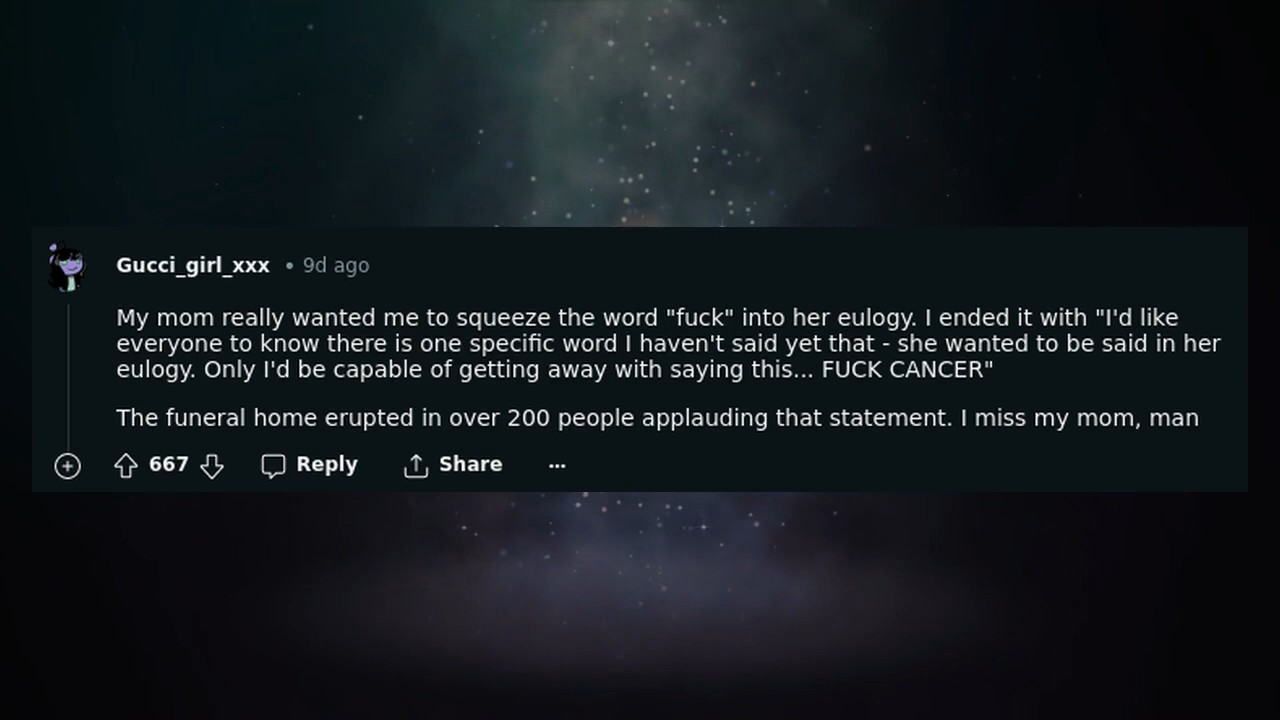 Gucci_girl_xxx • 9d ago
My mom really wanted me to squeeze the word "fuck" into her eulogy. I ended it with "I'd like
everyone to know there is one specific word I haven't said yet that - she wanted to be said in her
eulogy. Only I'd be capable of getting away with saying this... FUCK CANCER"
The funeral home erupted in over 200 people applauding that statement. I miss my mom, man
667 Reply Share ...